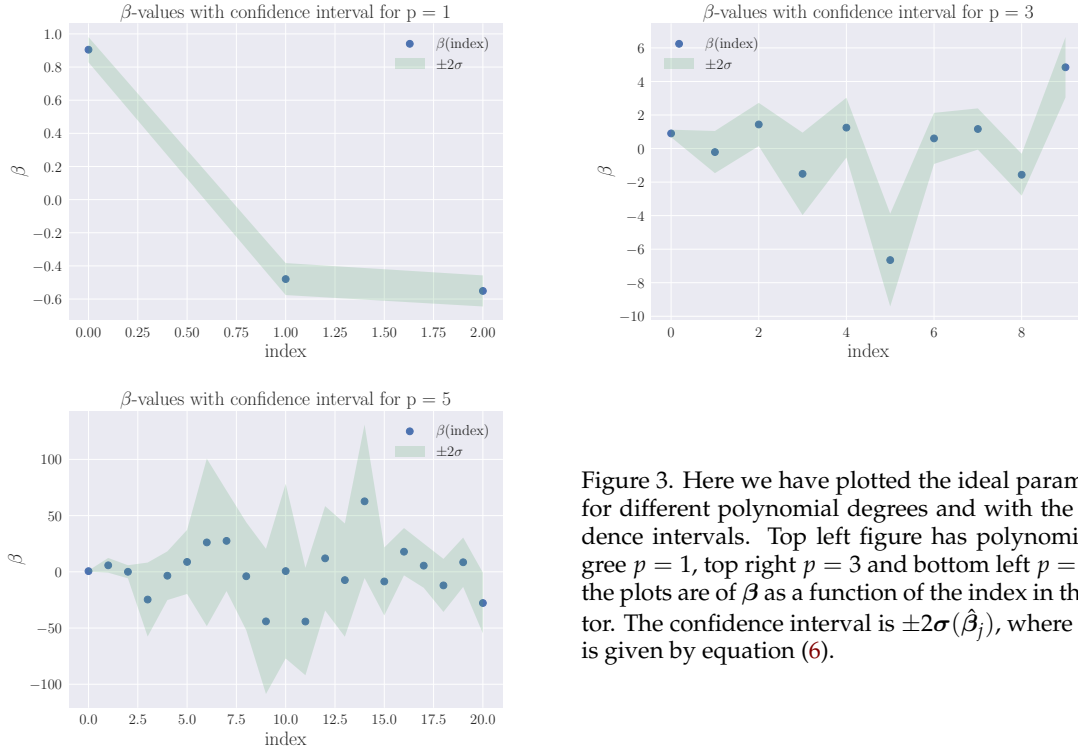 β-values with confidence interval for p = 1
β(index)
±2σ
1.0
0.8
0.6
0.4
0.2
0.0
−0.2
−0.4
−0.6
β
0.00 0.25 0.50 0.75 1.00 1.25 1.50 1.75 2.00
index
β-values with confidence interval for p = 3
β(index)
±2σ
6
4
2
0
−2
−4
−6
−8
−10
β
0 2 4 6 8
index
β-values with confidence interval for p = 5
β(index)
±2σ
100
50
0
−50
−100
β
0.0 2.5 5.0 7.5 10.0 12.5 15.0 17.5 20.0
index
Figure 3. Here we have plotted the ideal param
for different polynomial degrees and with the
dence intervals. Top left figure has polynomi
gree p = 1, top right p = 3 and bottom left p =
the plots are of β as a function of the index in th
tor. The confidence interval is ±2σ(β̂ⱼ), where
is given by equation (6).